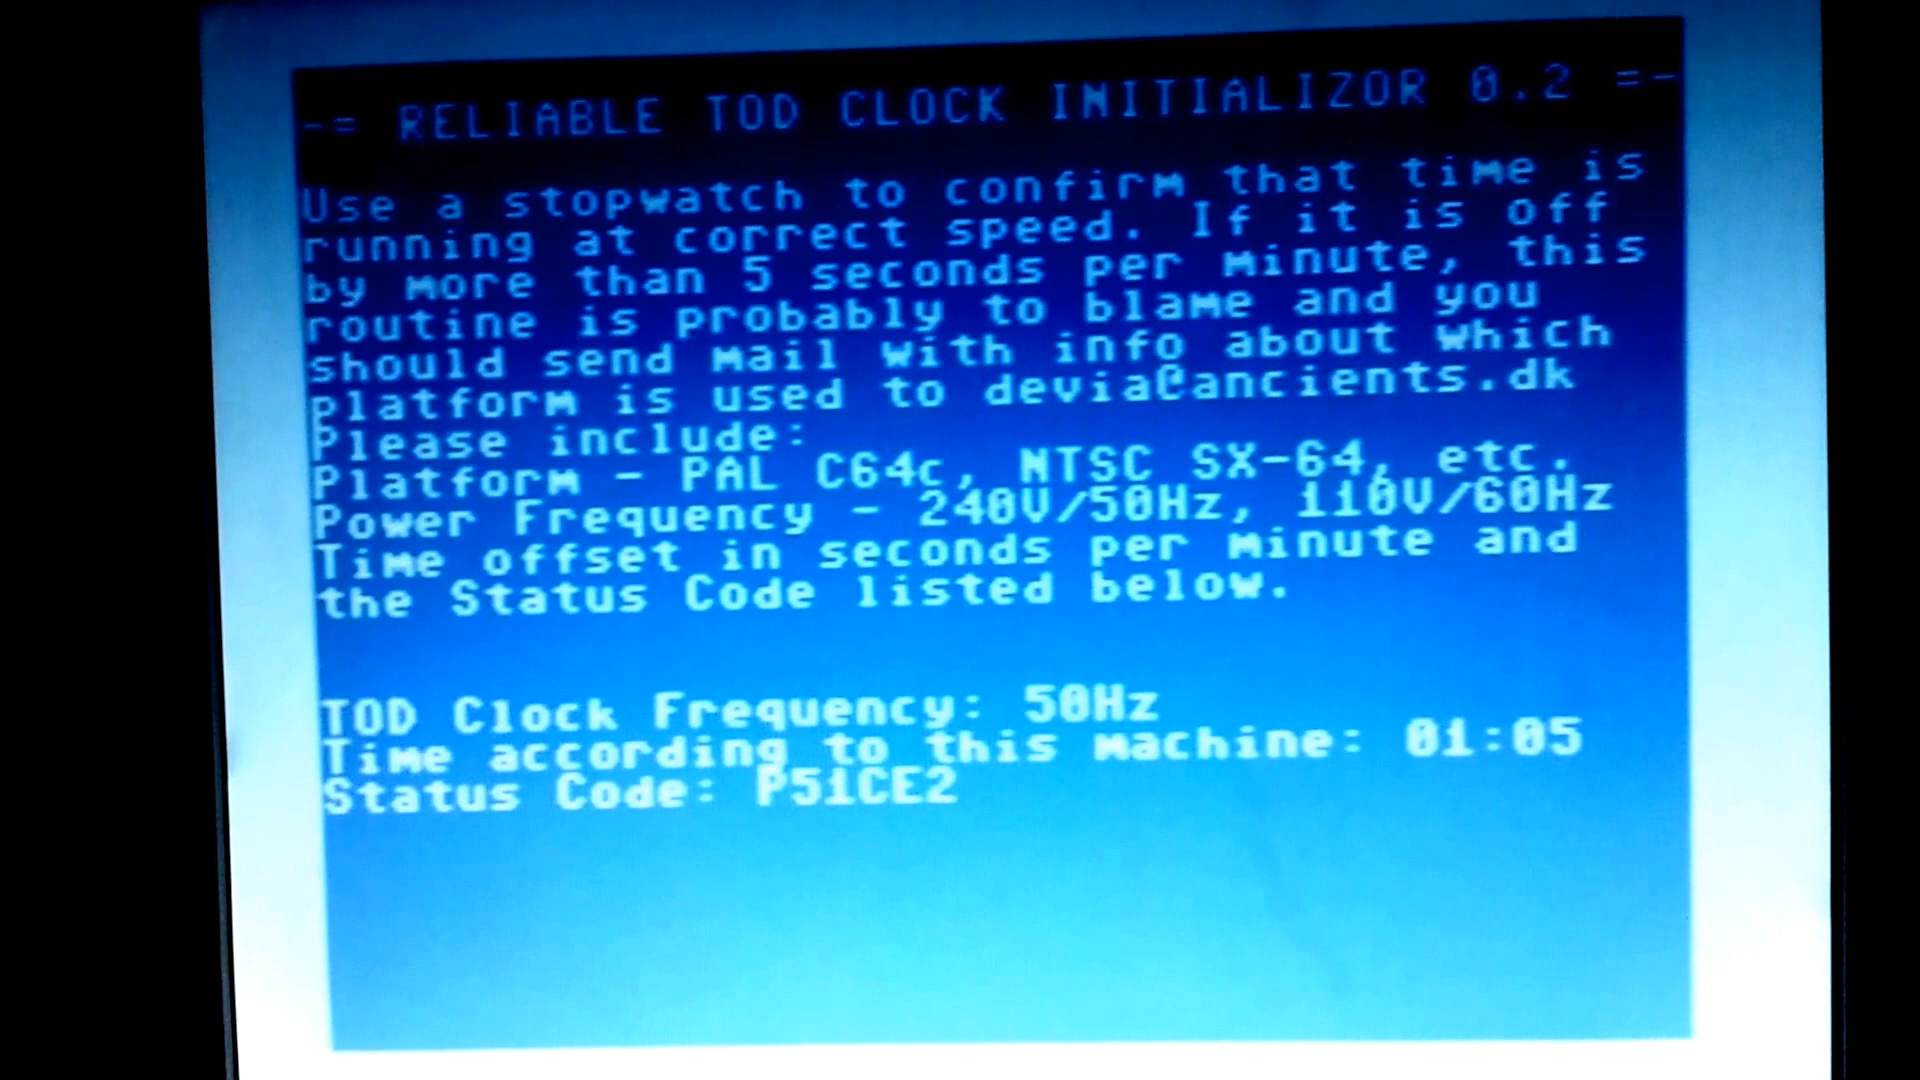 -= RELIABLE TOD CLOCK INITIALIZOR 0.2 =-
Use a stopwatch to confirm that time is
running at correct speed. If it is off
by more than 5 seconds per minute, this
routine is probably to blame and you
should send mail with info about which
platform is used to devia@ancients.dk
Please include:
Platform - PAL C64c, NTSC SX-64, etc.
Power Frequency - 240V/50Hz, 110V/60Hz
Time offset in seconds per minute and
the Status Code listed below.
TOD Clock Frequency: 50Hz
Time according to this machine: 01:05
Status Code: P51CE2